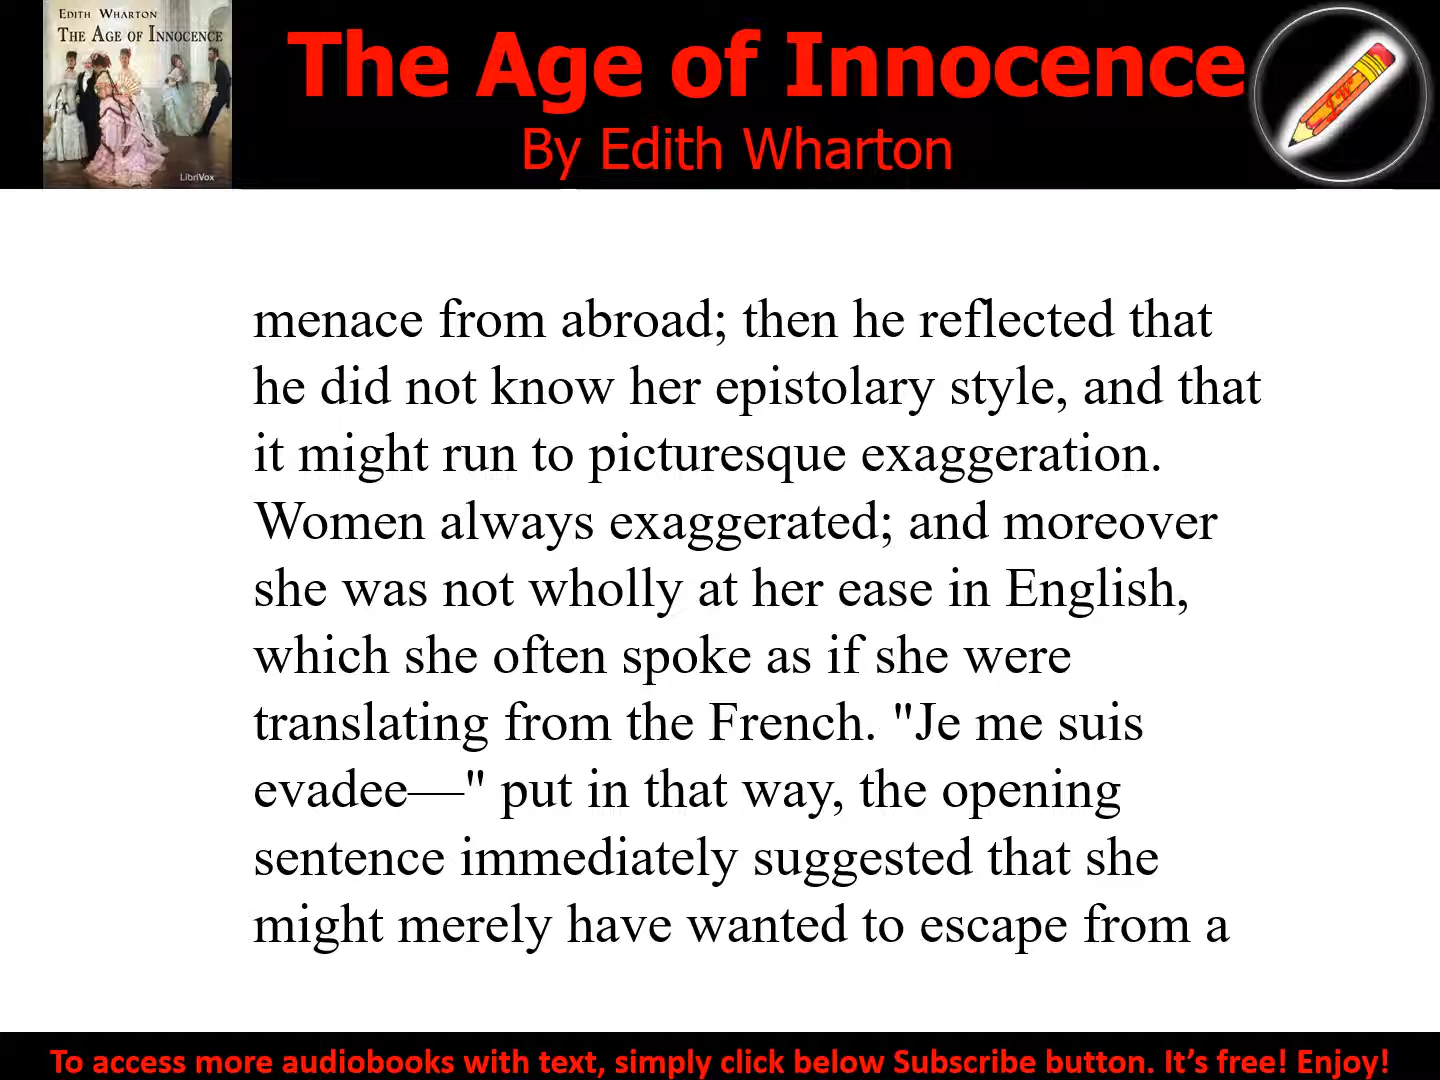 EDITH WHARTON
THE AGE OF INNOCENCE
LibriVox
The Age of Innocence
By Edith Wharton
menace from abroad; then he reflected that
he did not know her epistolary style, and that
it might run to picturesque exaggeration.
Women always exaggerated; and moreover
she was not wholly at her ease in English,
which she often spoke as if she were
translating from the French. "Je me suis
evadee—" put in that way, the opening
sentence immediately suggested that she
might merely have wanted to escape from a
To access more audiobooks with text, simply click below Subscribe button. It’s free! Enjoy!